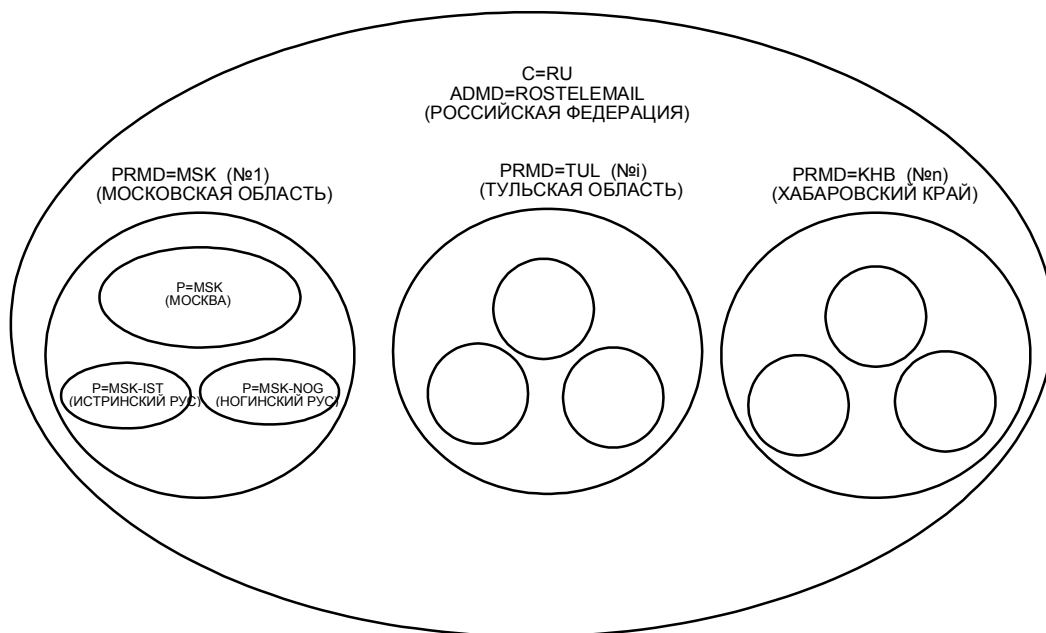 C=RU
ADMD=ROSTELEMAIL
(РОССИЙСКАЯ ФЕДЕРАЦИЯ)
PRMD=MSK (№1)
(МОСКОВСКАЯ ОБЛАСТЬ)
PRMD=TUL (№i)
(ТУЛЬСКАЯ ОБЛАСТЬ)
PRMD=KHB (№n)
(ХАБАРОВСКИЙ КРАЙ)
P=MSK
(МОСКВА)
P=MSK-IST
(ИСТРИНСКИЙ РУС)
P=MSK-NOG
(НОГИНСКИЙ РУС)